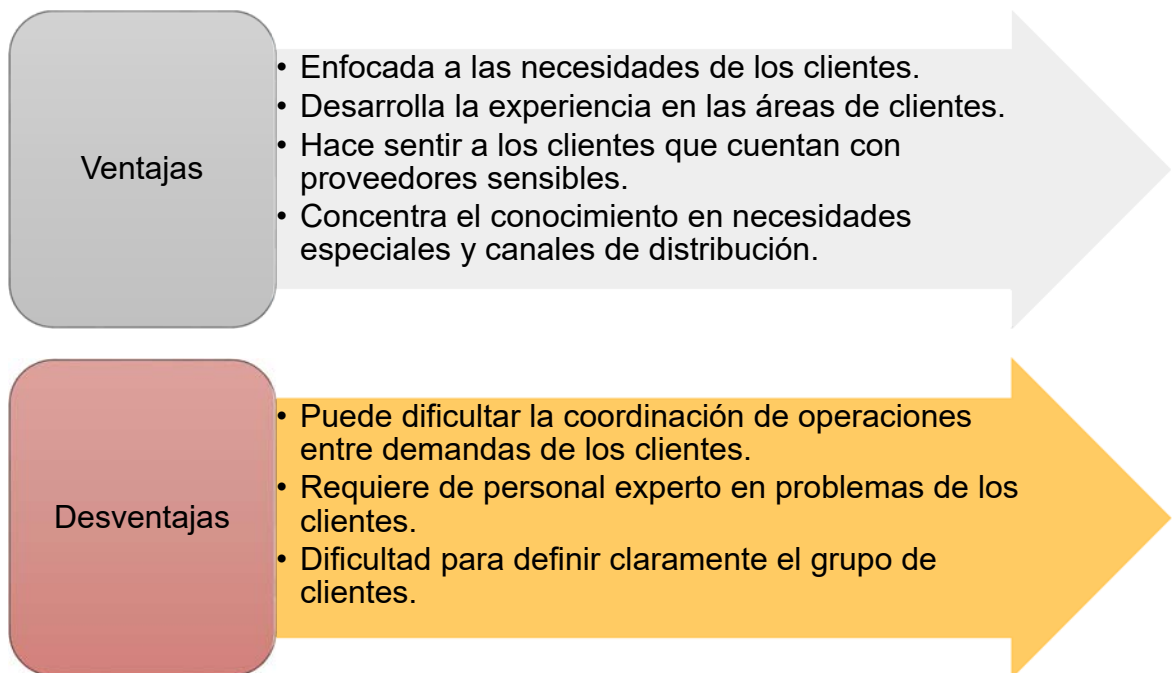 Ventajas
• Enfocada a las necesidades de los clientes.
• Desarrolla la experiencia en las áreas de clientes.
• Hace sentir a los clientes que cuentan con
proveedores sensibles.
• Concentra el conocimiento en necesidades
especiales y canales de distribución.
Desventajas
• Puede dificultar la coordinación de operaciones
entre demandas de los clientes.
• Requiere de personal experto en problemas de los
clientes.
• Dificultad para definir claramente el grupo de
clientes.